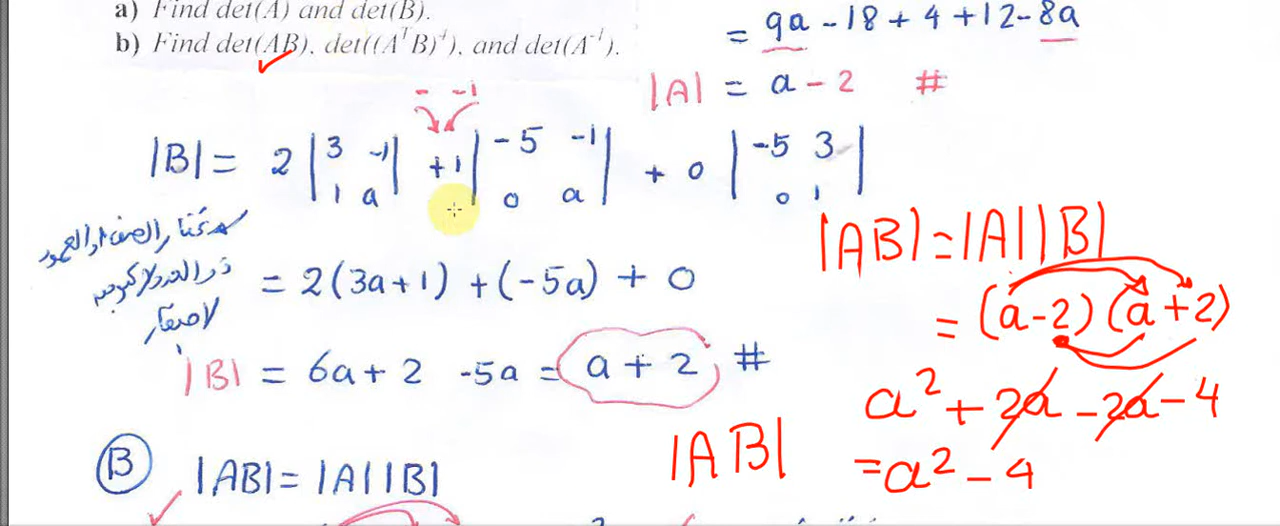 a) Find det(A) and det(B).
b) Find det(AB), det((AᵀB)⁴), and det(A⁻¹).
= 9a - 18 + 4 + 12 - 8a
|A| = a - 2 #
- -1
|B| = 2 |3 -1; 1 a| +1 |-5 -1; 0 a| + 0 |-5 3; 0 1|
= 2(3a+1) + (-5a) + 0
|B| = 6a + 2 -5a = a + 2 #
|AB| = |A||B|
= (a-2)(a+2)
a² + 2a - 2a - 4
= a² - 4
|AB|
B |AB| = |A||B|